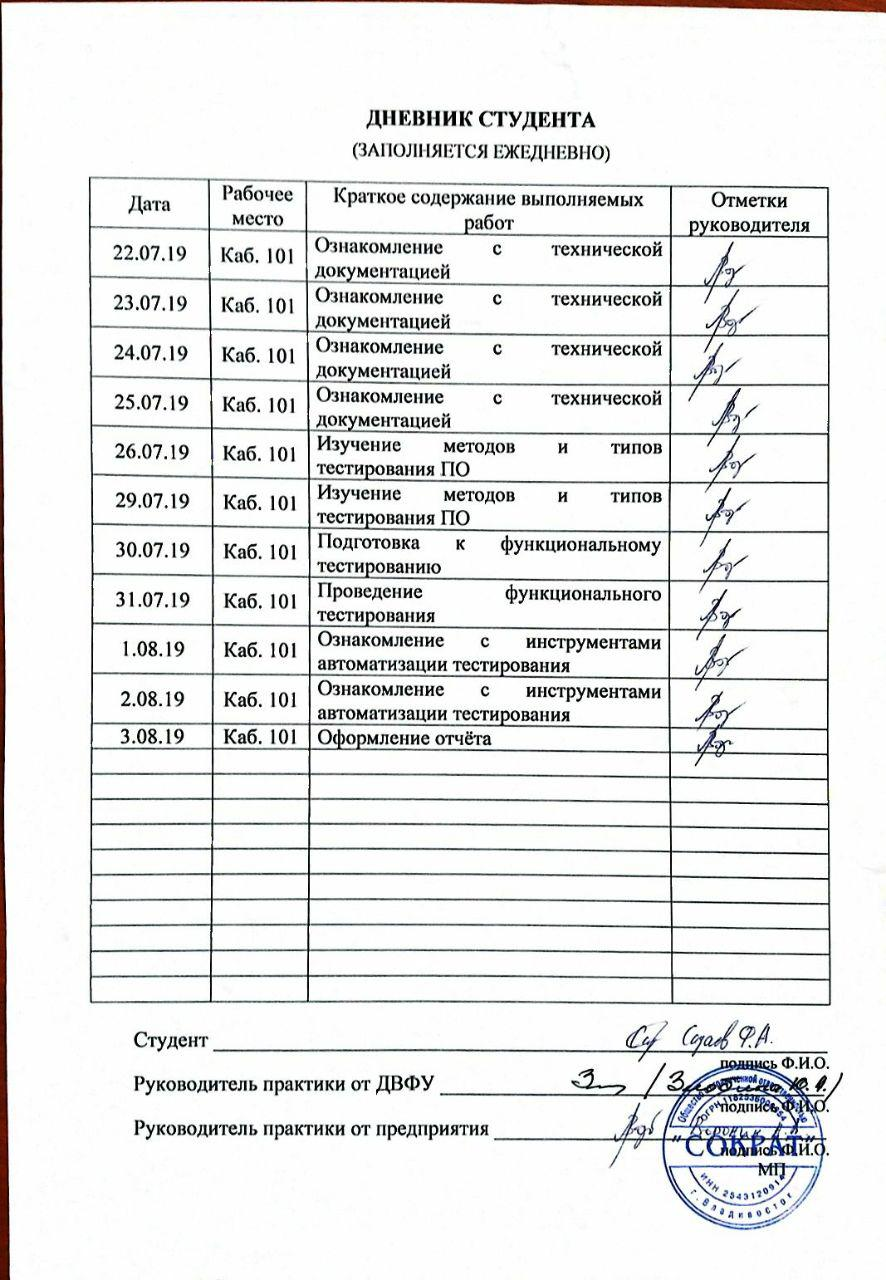 ДНЕВНИК СТУДЕНТА
(ЗАПОЛНЯЕТСЯ ЕЖЕДНЕВНО)
Дата Рабочее место Краткое содержание выполняемых работ Отметки руководителя
22.07.19 Каб. 101 Ознакомление с технической
документацией
23.07.19 Каб. 101 Ознакомление с технической
документацией
24.07.19 Каб. 101 Ознакомление с технической
документацией
25.07.19 Каб. 101 Ознакомление с технической
документацией
26.07.19 Каб. 101 Изучение методов и типов
тестирования ПО
29.07.19 Каб. 101 Изучение методов и типов
тестирования ПО
30.07.19 Каб. 101 Подготовка к функциональному
тестированию
31.07.19 Каб. 101 Проведение функционального
тестирования
1.08.19 Каб. 101 Ознакомление с инструментами
автоматизации тестирования
2.08.19 Каб. 101 Ознакомление с инструментами
автоматизации тестирования
3.08.19 Каб. 101 Оформление отчёта
Студент Ф.А.
подпись Ф.И.О.
Руководитель практики от ДВФУ Ю.А.
подпись Ф.И.О.
Руководитель практики от предприятия
подпись Ф.И.О.
МП
Общество с ограниченной ответственностью
"СОКРАТ"
ИНН 2543120914
г. Владивосток